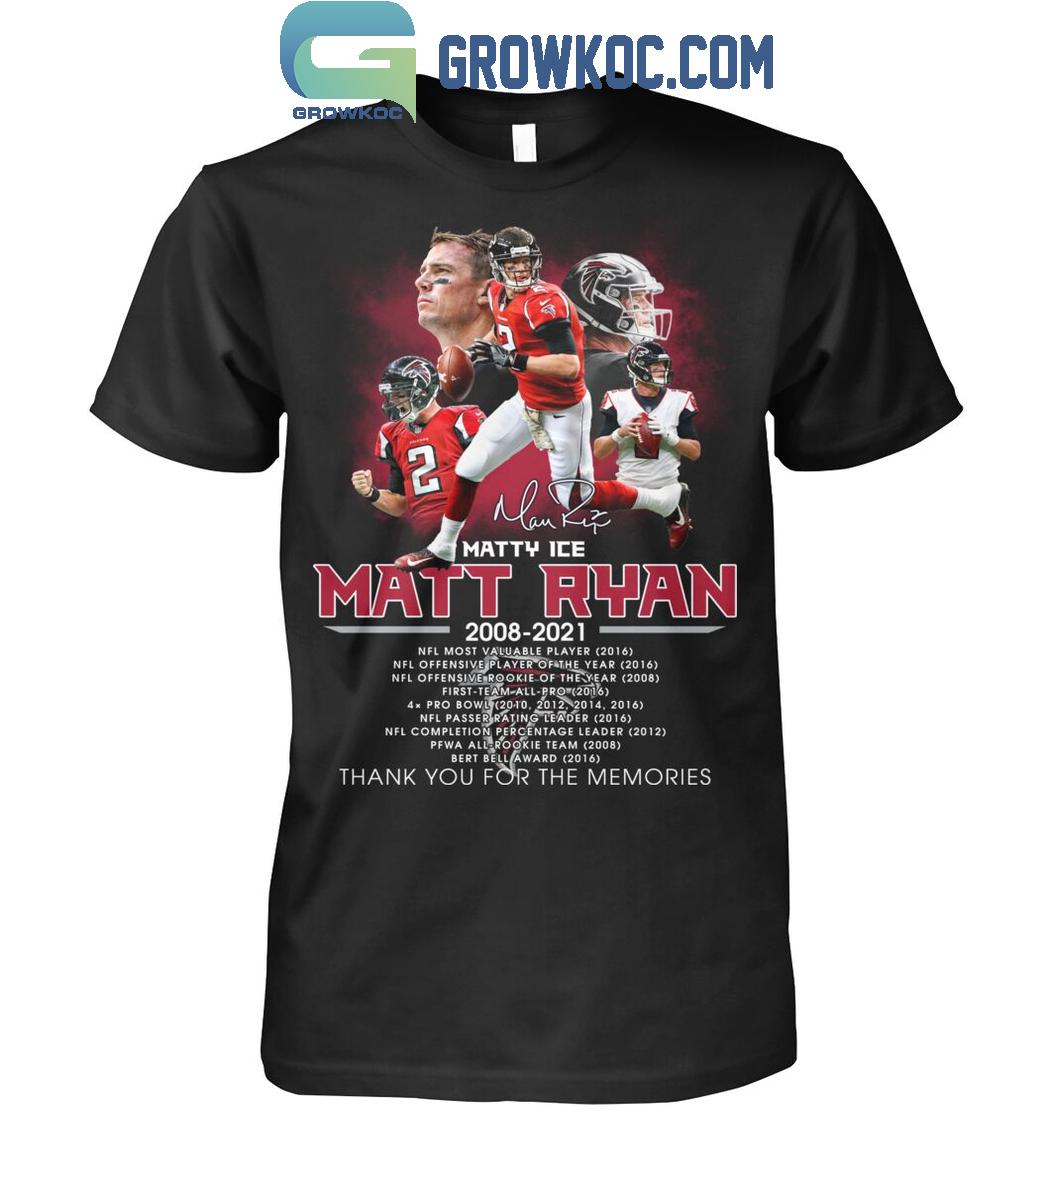 GROWKOC.COM
GROWKOC
2
2
MATTY ICE
MATT RYAN
2008-2021
NFL MOST VALUABLE PLAYER (2016)
NFL OFFENSIVE PLAYER OF THE YEAR (2016)
NFL OFFENSIVE ROOKIE OF THE YEAR (2008)
FIRST-TEAM ALL-PRO (2016)
4× PRO BOWL (2010, 2012, 2014, 2016)
NFL PASSER RATING LEADER (2016)
NFL COMPLETION PERCENTAGE LEADER (2012)
PFWA ALL-ROOKIE TEAM (2008)
BERT BELL AWARD (2016)
THANK YOU FOR THE MEMORIES